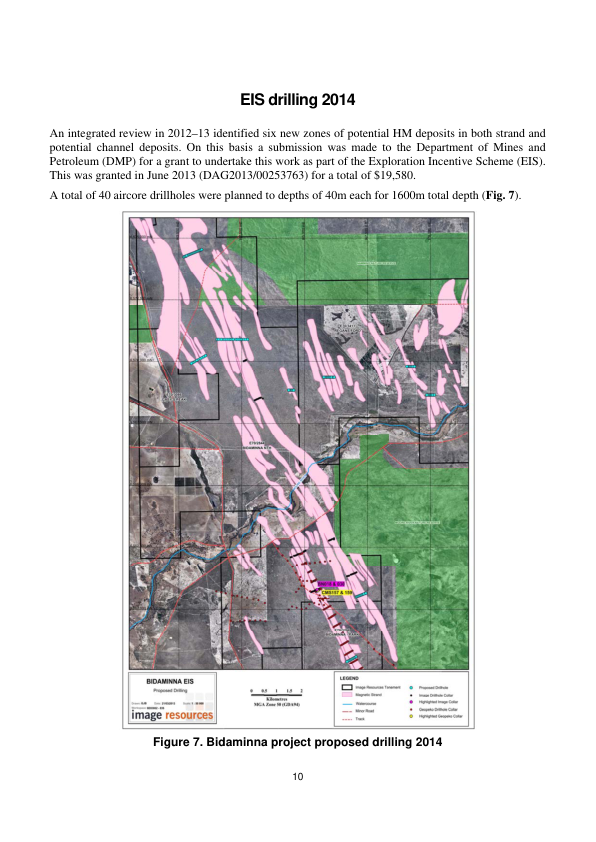 EIS drilling 2014
An integrated review in 2012–13 identified six new zones of potential HM deposits in both strand and
potential channel deposits. On this basis a submission was made to the Department of Mines and
Petroleum (DMP) for a grant to undertake this work as part of the Exploration Incentive Scheme (EIS).
This was granted in June 2013 (DAG2013/00253763) for a total of $19,580.
A total of 40 aircore drillholes were planned to depths of 40m each for 1600m total depth (Fig. 7).
BIDAMINNA STH
CMS157 & 159
BIDAMINNA EIS
Proposed Drilling
image resources
0 0.5 1 1.5 2
Kilometres
MGA Zone 50 (GDA94)
LEGEND
Image Resources Tenement
Magnetic Strand
Watercourse
Minor Road
Track
Proposed Drillhole
Image Drillhole Collar
Highlighted Image Collar
Geopeko Drillhole Collar
Highlighted Geopeko Collar
Figure 7. Bidaminna project proposed drilling 2014
10